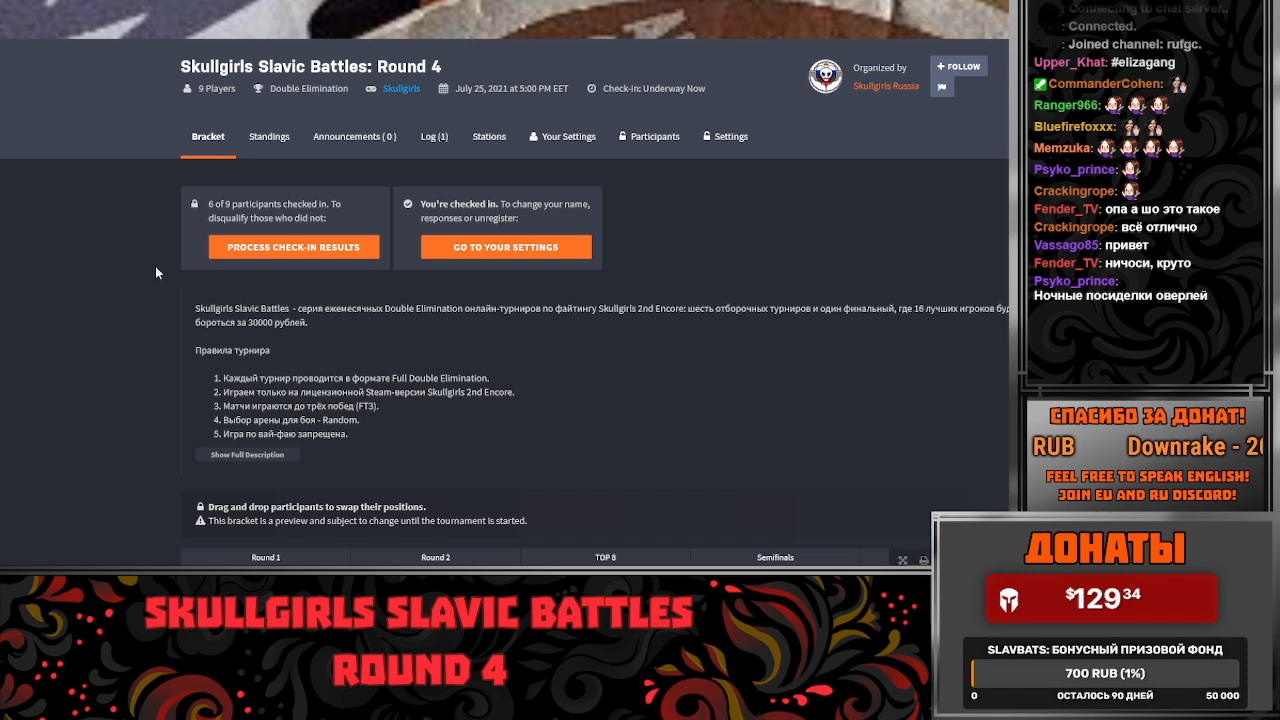 Skullgirls Slavic Battles: Round 4
9 Players
Double Elimination
Skullgirls
July 25, 2021 at 5:00 PM EET
Check-in: Underway Now
Organized by
Skullgirls Russia
+ FOLLOW
Bracket
Standings
Announcements ( 0 )
Log (1)
Stations
Your Settings
Participants
Settings
6 of 9 participants checked in. To
disqualify those who did not:
PROCESS CHECK-IN RESULTS
You're checked in. To change your name,
responses or unregister:
GO TO YOUR SETTINGS
Skullgirls Slavic Battles - серия ежемесячных Double Elimination онлайн-турниров по файтингу Skullgirls 2nd Encore: шесть отборочных турниров и один финальный, где 16 лучших игроков
бороться за 30000 рублей.
Правила турнира
1. Каждый турнир проводится в формате Full Double Elimination.
2. Играем только на лицензионной Steam-версии Skullgirls 2nd Encore.
3. Матчи играются до трёх побед (FT3).
4. Выбор арены для боя - Random.
5. Игра по вай-фаю запрещена.
Show Full Description
Drag and drop participants to swap their positions.
This bracket is a preview and subject to change until the tournament is started.
Round 1
Round 2
TOP 8
Semifinals
SKULLGIRLS SLAVIC BATTLES
ROUND 4
: Connecting to chat server..
: Connected.
: Joined channel: rufgc.
Upper_Khat: #elizagang
CommanderCohen:
Ranger966:
Bluefirefoxxx:
Memzuka:
Psyko_prince:
Crackingrope:
Fender_TV: опа а шо это такое
Crackingrope: всё отлично
Vassago85: привет
Fender_TV: ничоси, круто
Psyko_prince:
Ночные посиделки оверлей
СПАСИБО ЗА ДОНАТ!
RUB Downrake - 20
FEEL FREE TO SPEAK ENGLISH!
JOIN EU AND RU DISCORD!
ДОНАТЫ
$129 34
SLAVBATS: БОНУСНЫЙ ПРИЗОВОЙ ФОНД
700 RUB (1%)
0
ОСТАЛОСЬ 90 ДНЕЙ
50 000